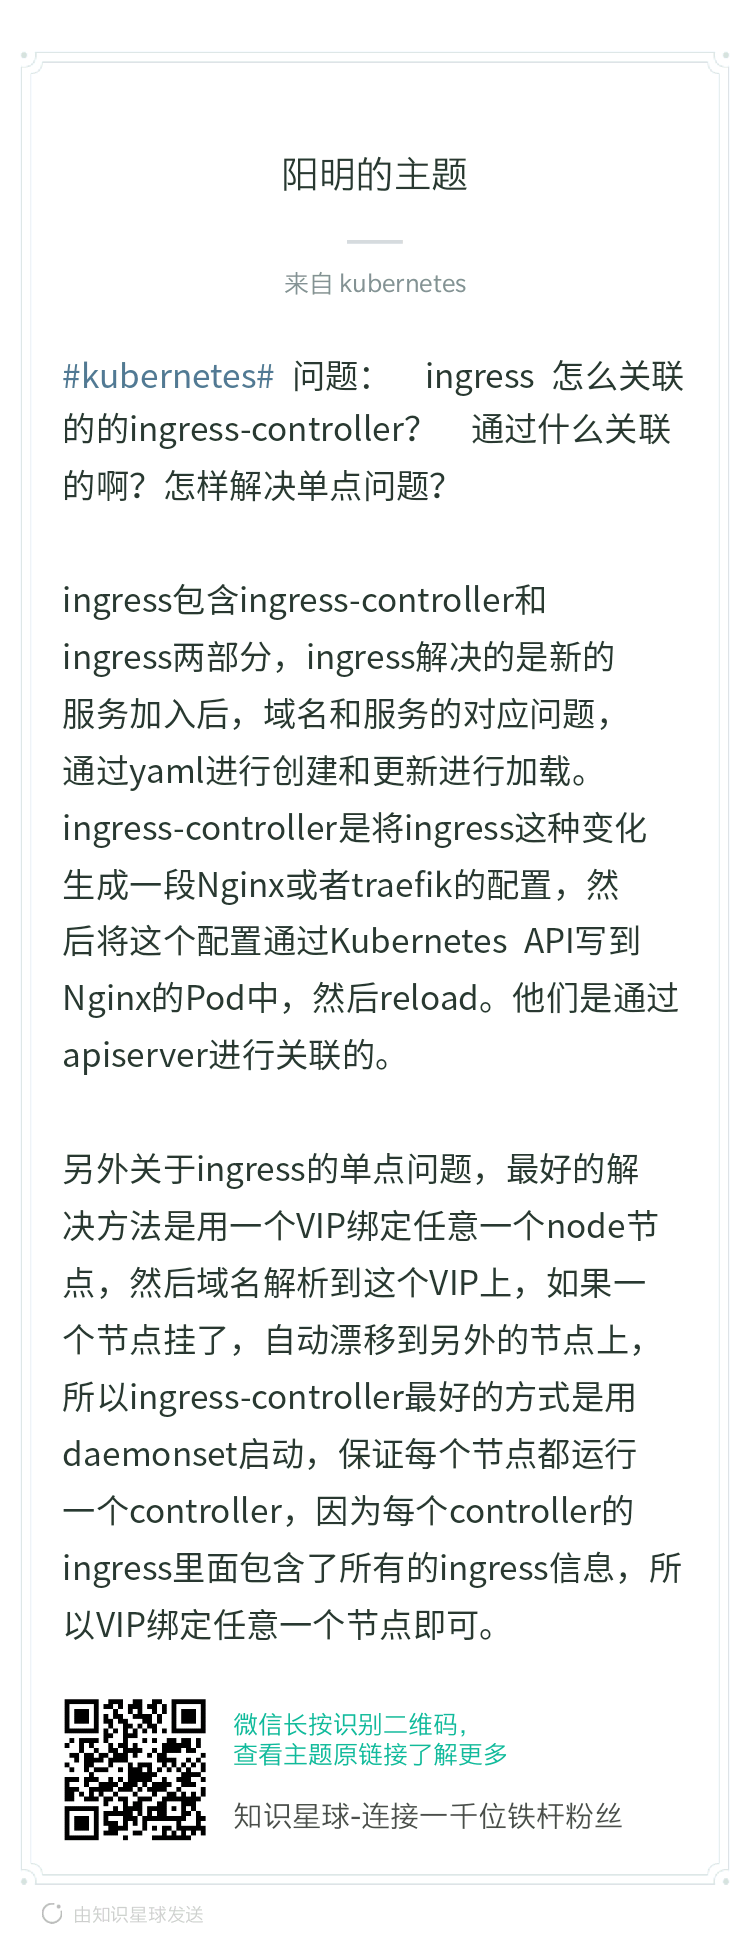 阳明的主题
来自 kubernetes
#kubernetes# 问题： ingress 怎么关联
的的ingress-controller？ 通过什么关联
的啊？怎样解决单点问题？
ingress包含ingress-controller和
ingress两部分，ingress解决的是新的
服务加入后，域名和服务的对应问题，
通过yaml进行创建和更新进行加载。
ingress-controller是将ingress这种变化
生成一段Nginx或者traefik的配置，然
后将这个配置通过Kubernetes API写到
Nginx的Pod中，然后reload。他们是通过
apiserver进行关联的。
另外关于ingress的单点问题，最好的解
决方法是用一个VIP绑定任意一个node节
点，然后域名解析到这个VIP上，如果一
个节点挂了，自动漂移到另外的节点上，
所以ingress-controller最好的方式是用
daemonset启动，保证每个节点都运行
一个controller，因为每个controller的
ingress里面包含了所有的ingress信息，所
以VIP绑定任意一个节点即可。
微信长按识别二维码，
查看主题原链接了解更多
知识星球-连接一千位铁杆粉丝
由知识星球发送